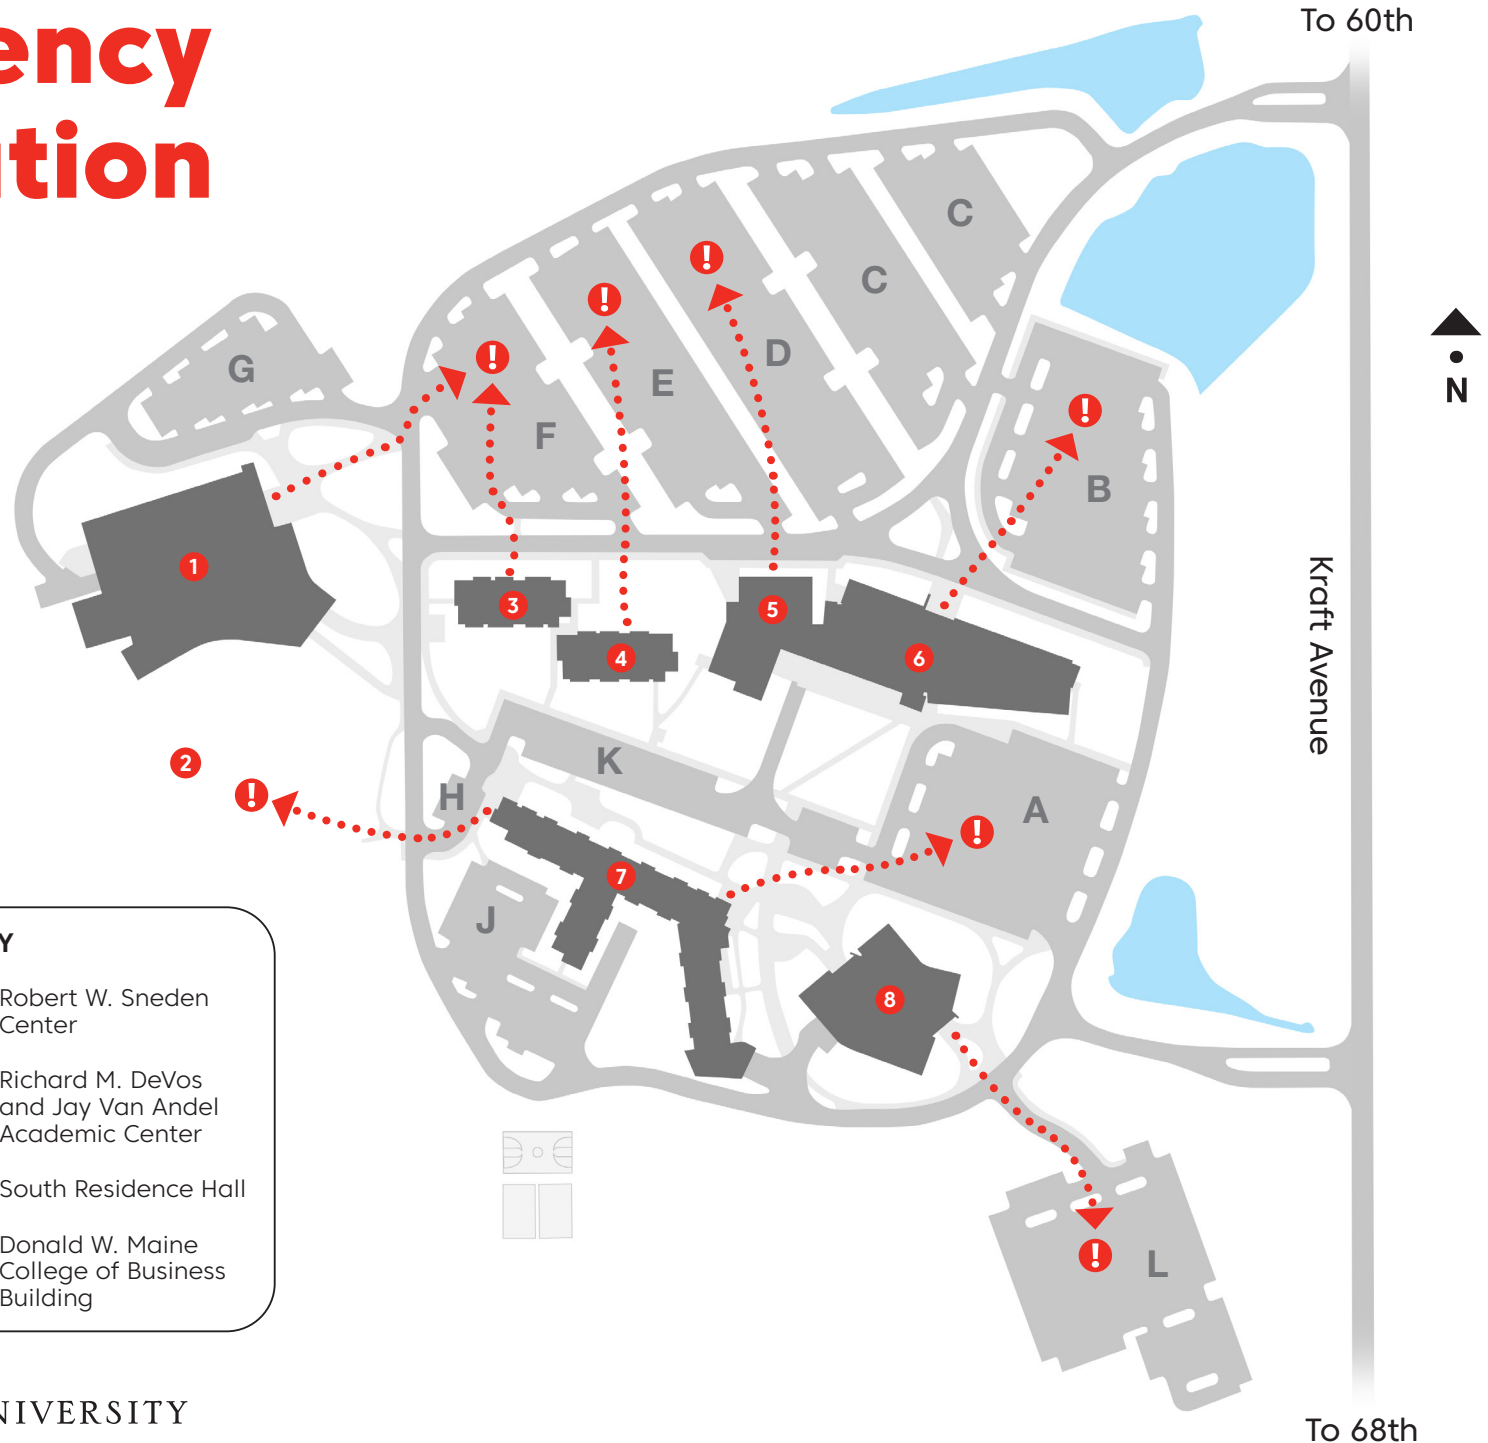 ency
ation
To 60th
C
C
G
D
E
F
B
N
1
3
5
4
6
Kraft Avenue
2
K
H
A
7
J
8
L
Y
Robert W. Sneden
Center
Richard M. DeVos
and Jay Van Andel
Academic Center
South Residence Hall
Donald W. Maine
College of Business
Building
NIVERSITY
To 68th